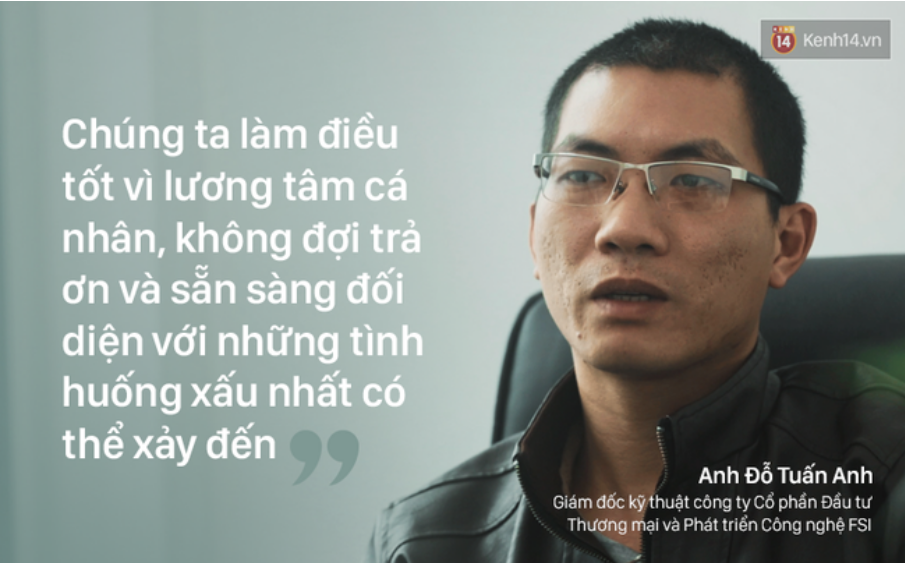 14
Kenh14.vn
Chúng ta làm điều
tốt vì lương tâm cá
nhân, không đợi trả
ơn và sẵn sàng đối
diện với những tình
huống xấu nhất có
thể xảy đến ”
Anh Đỗ Tuấn Anh
Giám đốc kỹ thuật công ty Cổ phần Đầu tư
Thương mại và Phát triển Công nghệ FSI